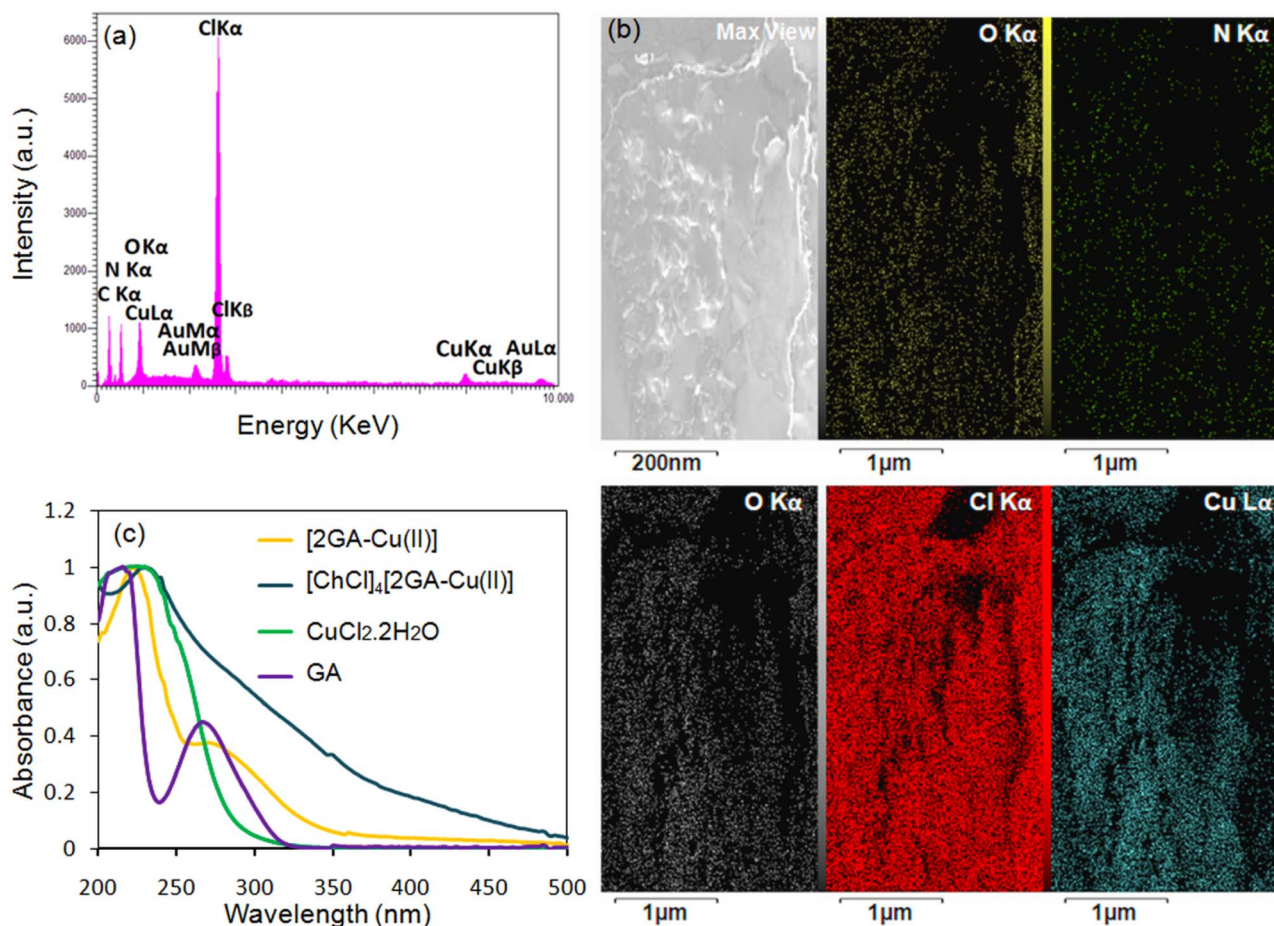 (a)
ClKα
6000
5000
4000
3000
2000
1000
0
Intensity (a.u.)
OKα
N Kα
C Kα
CuLα
AuMα
AuMβ
ClKβ
CuKα
CuKβ
AuLα
0
10.000
Energy (KeV)
(b)
Max View
O Kα
N Kα
200nm
1µm
1µm
O Kα
Cl Kα
Cu Lα
1µm
1µm
1µm
(c)
[2GA-Cu(II)]
[ChCl]4[2GA-Cu(II)]
CuCl2.2H2O
GA
1.2
1
0.8
0.6
0.4
0.2
0
Absorbance (a.u.)
200 250 300 350 400 450 500
Wavelength (nm)